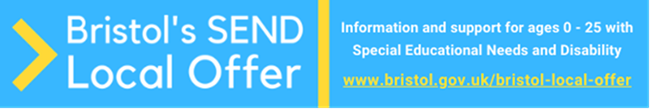 Bristol's SEND
Local Offer
Information and support for ages 0 - 25 with
Special Educational Needs and Disability
www.bristol.gov.uk/bristol-local-offer